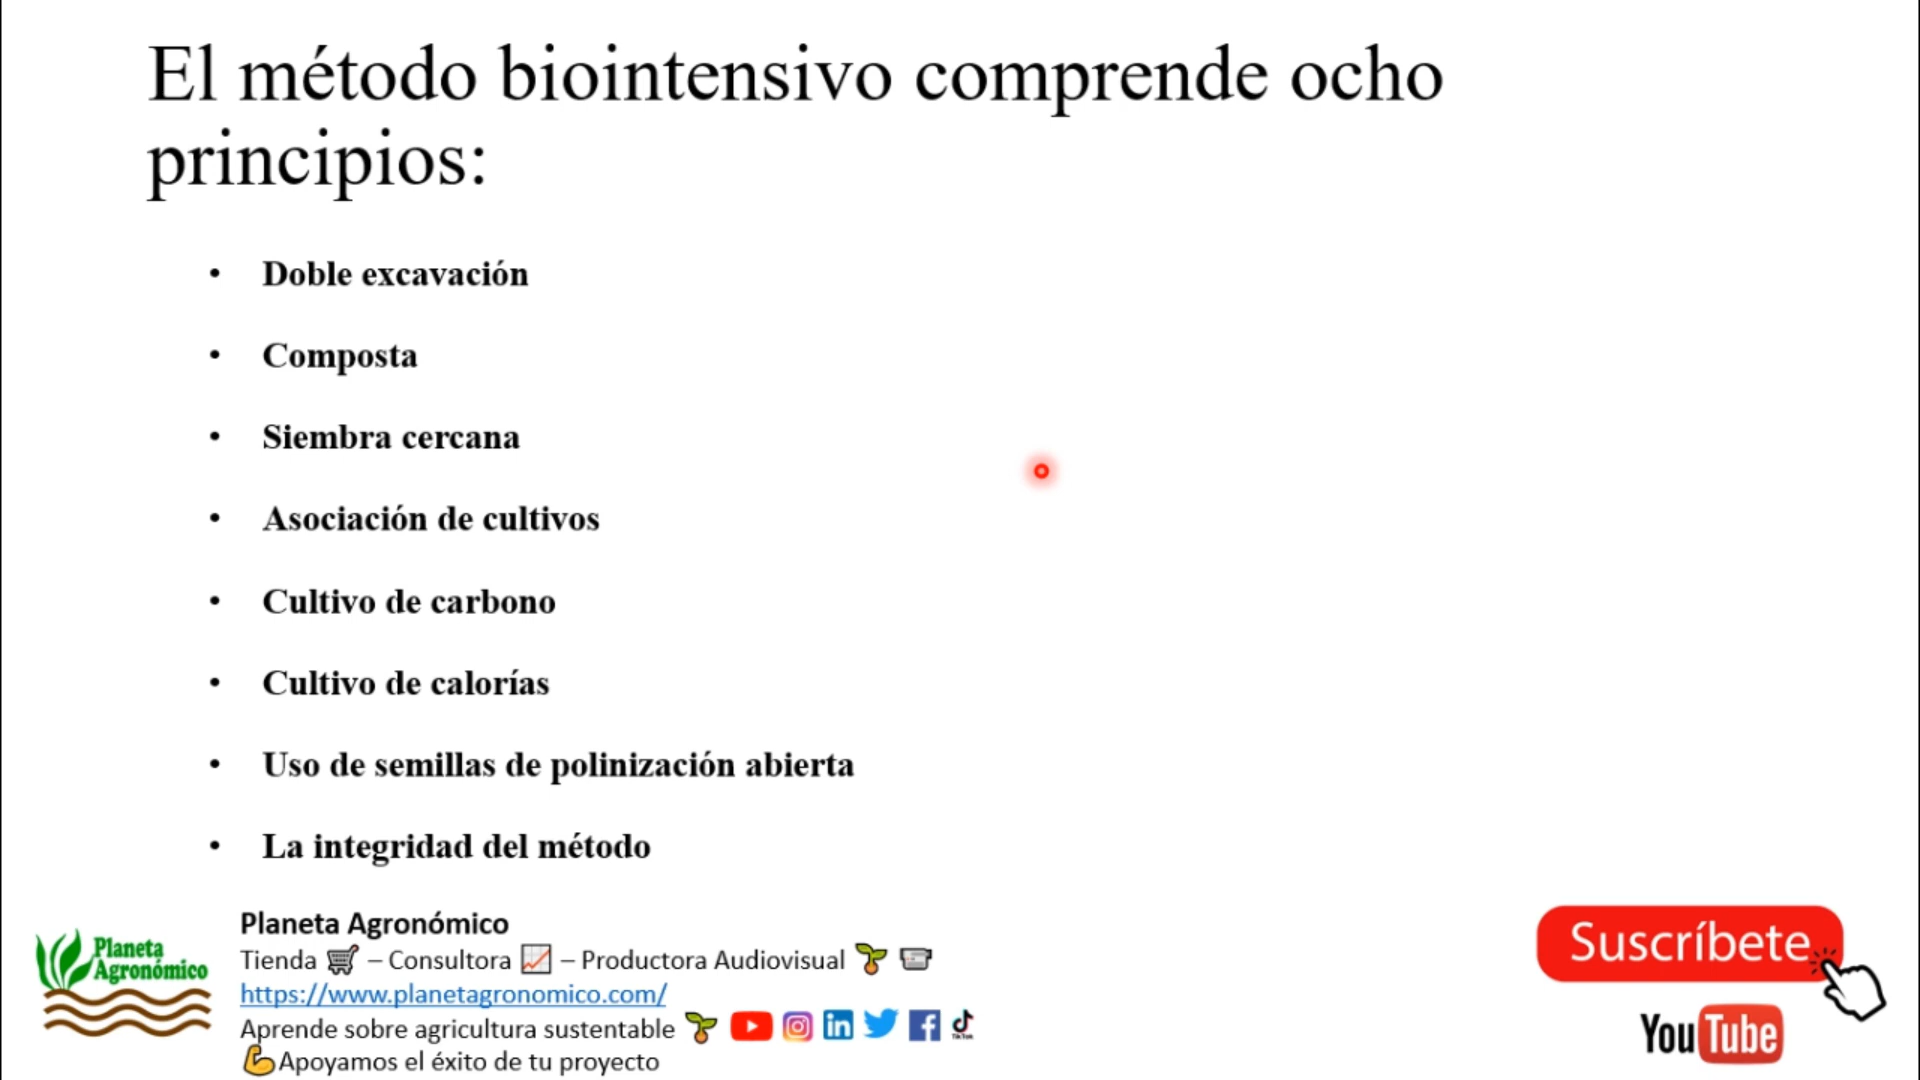 El método biointensivo comprende ocho
principios:
• Doble excavación
• Composta
• Siembra cercana
• Asociación de cultivos
• Cultivo de carbono
• Cultivo de calorías
• Uso de semillas de polinización abierta
• La integridad del método
Planeta
Agronómico
Planeta Agronómico
Tienda 🛒 – Consultora 📈 – Productora Audiovisual 🌱 📹
https://www.planetagronomico.com/
Aprende sobre agricultura sustentable 🌱
💪Apoyamos el éxito de tu proyecto
TikTok
Suscríbete
YouTube